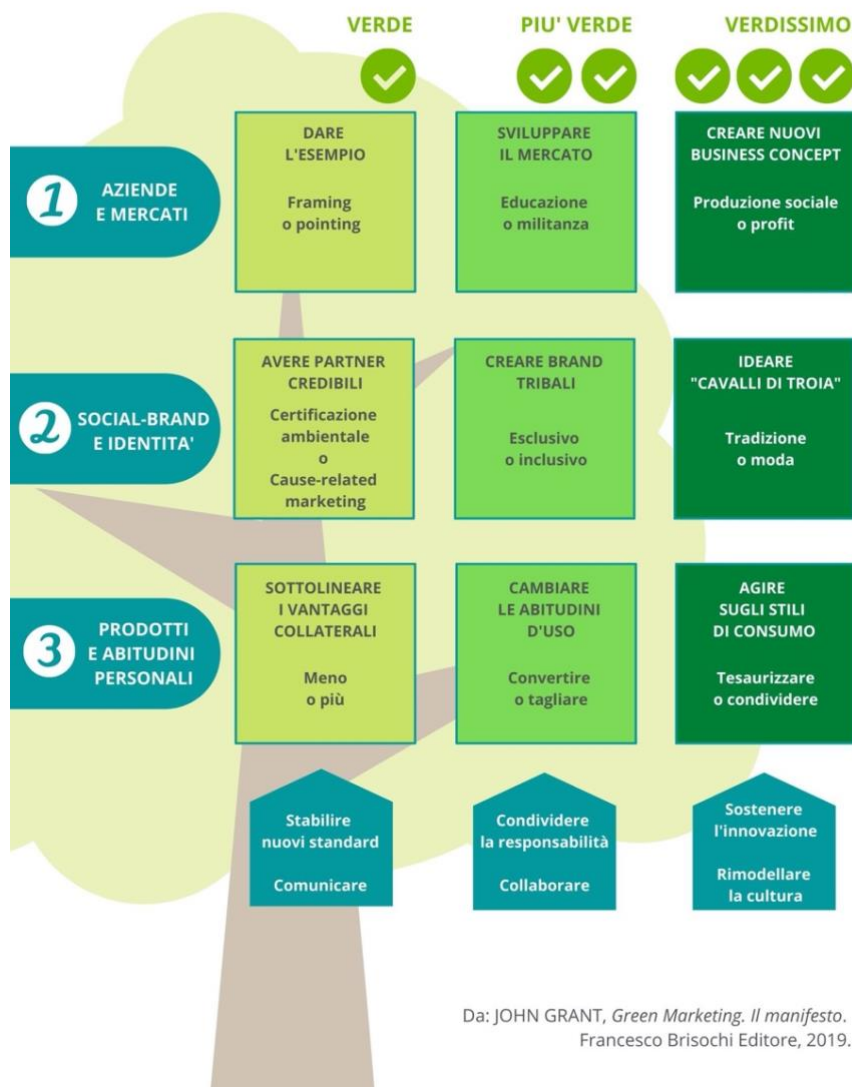 VERDE
PIU' VERDE
VERDISSIMO
1
AZIENDE
E MERCATI
DARE
L'ESEMPIO
Framing
o pointing
SVILUPPARE
IL MERCATO
Educazione
o militanza
CREARE NUOVI
BUSINESS CONCEPT
Produzione sociale
o profit
2
SOCIAL-BRAND
E IDENTITA'
AVERE PARTNER
CREDIBILI
Certificazione
ambientale
o
Cause-related
marketing
CREARE BRAND
TRIBALI
Esclusivo
o inclusivo
IDEARE
"CAVALLI DI TROIA"
Tradizione
o moda
3
PRODOTTI
E ABITUDINI
PERSONALI
SOTTOLINEARE
I VANTAGGI
COLLATERALI
Meno
o più
CAMBIARE
LE ABITUDINI
D'USO
Convertire
o tagliare
AGIRE
SUGLI STILI
DI CONSUMO
Tesaurizzare
o condividere
Stabilire
nuovi standard
Comunicare
Condividere
la responsabilità
Collaborare
Sostenere
l'innovazione
Rimodellare
la cultura
Da: JOHN GRANT, Green Marketing. Il manifesto.
Francesco Brisochi Editore, 2019.